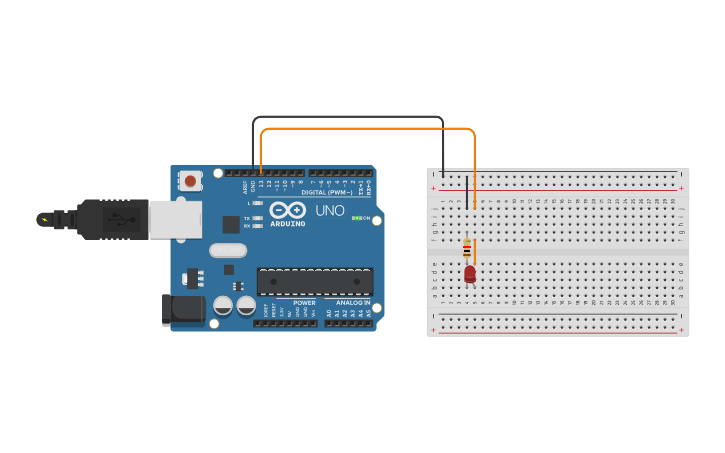 AREF
GND
13
12
~11
~10
~9
8
7
~6
~5
4
~3
2
TX→1
RX←0
DIGITAL (PWM~)
L
TX
RX
UNO
ARDUINO
ON
POWER
ANALOG IN
IOREF
RESET
3.3V
5V
GND
GND
Vin
A0
A1
A2
A3
A4
A5
j
i
h
g
f
e
d
c
b
a